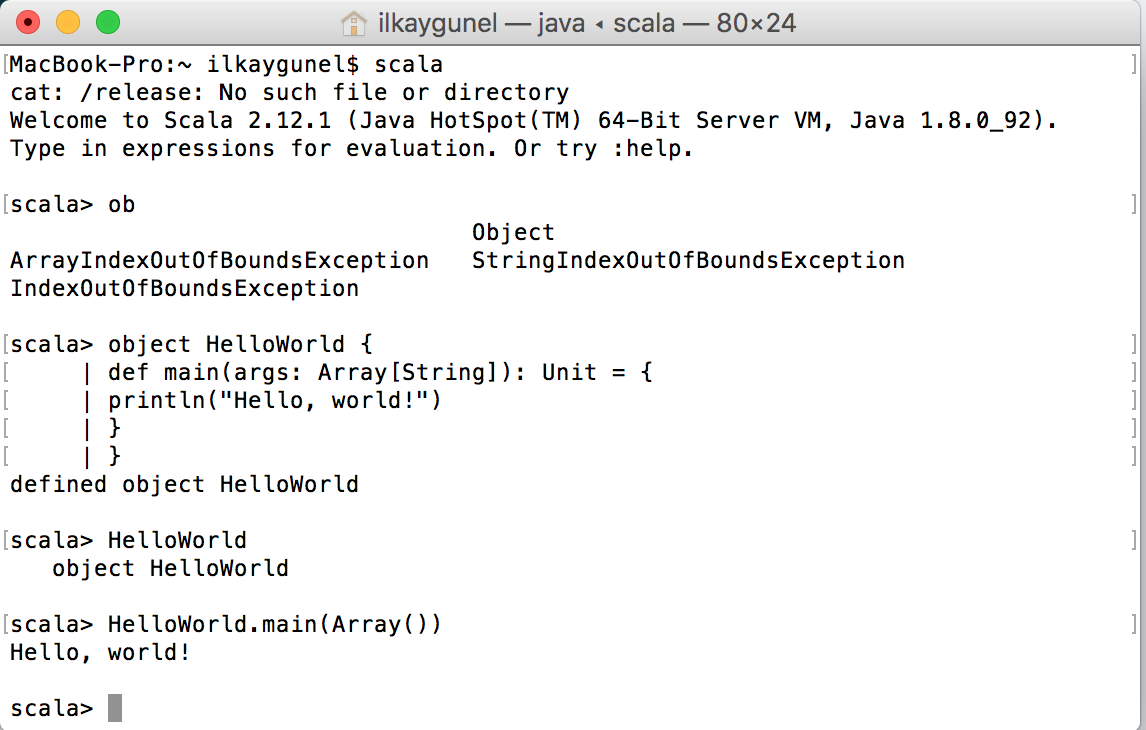 ilkaygunel — java ◂ scala — 80×24
[MacBook-Pro:~ ilkaygunel$ scala ]
cat: /release: No such file or directory
Welcome to Scala 2.12.1 (Java HotSpot(TM) 64-Bit Server VM, Java 1.8.0_92).
Type in expressions for evaluation. Or try :help.
[scala> ob ]
Object
ArrayIndexOutOfBoundsException   StringIndexOutOfBoundsException
IndexOutOfBoundsException
[scala> object HelloWorld { ]
[     | def main(args: Array[String]): Unit = { ]
[     | println("Hello, world!") ]
[     | } ]
[     | } ]
defined object HelloWorld
[scala> HelloWorld ]
   object HelloWorld
[scala> HelloWorld.main(Array()) ]
Hello, world!
scala>